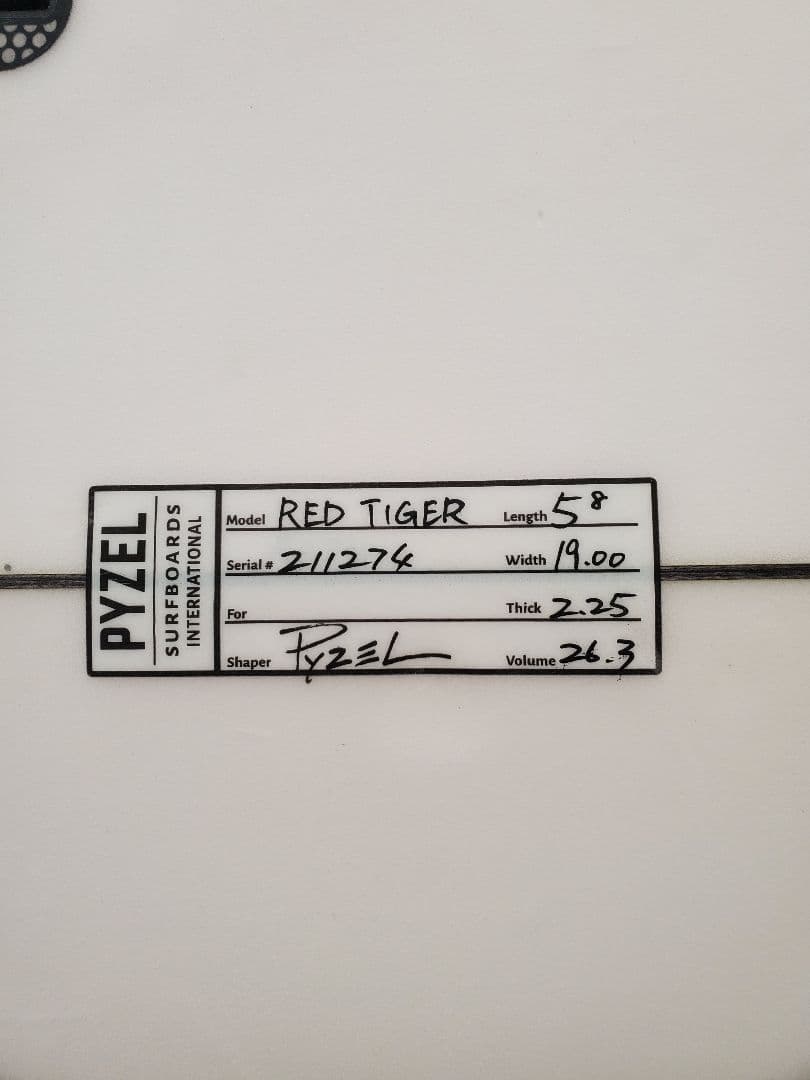 PYZEL
SURFBOARDS
INTERNATIONAL
Model RED TIGER Length 5 8
Serial # 211274 Width 19.00
For Thick 2.25
Shaper PYZEL Volume 26.3